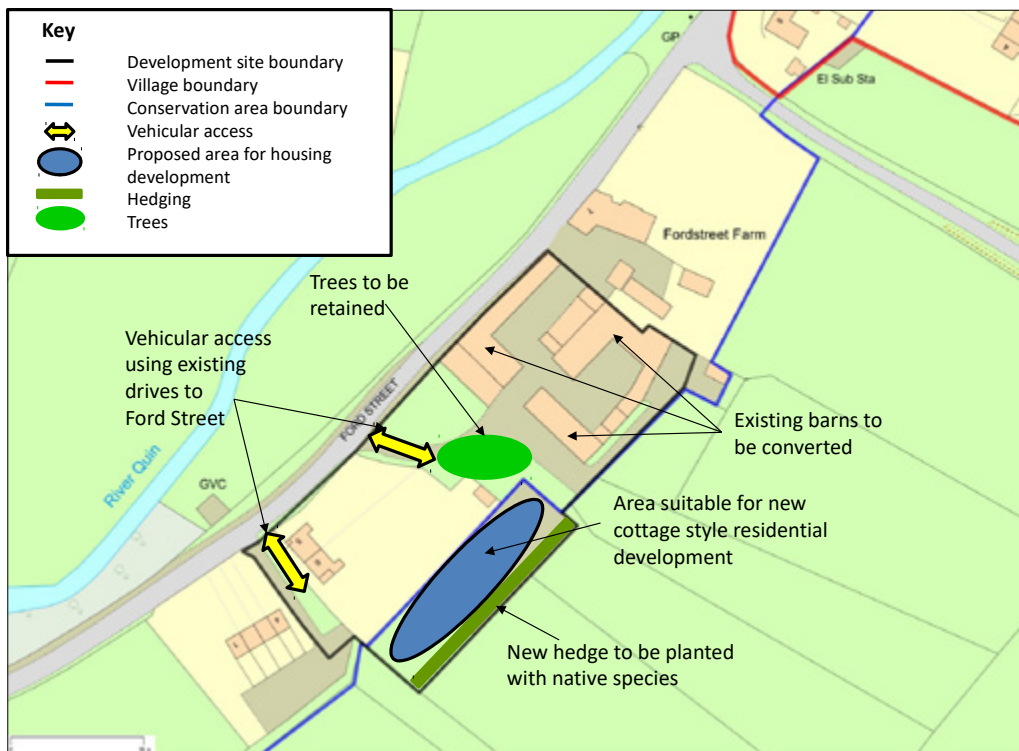 Key
Development site boundary
Village boundary
Conservation area boundary
Vehicular access
Proposed area for housing
development
Hedging
Trees
GP
El Sub Sta
Fordstreet Farm
Trees to be
retained
Vehicular access
using existing
drives to
Ford Street
FORD STREET
Existing barns to
be converted
River Quin
GVC
Area suitable for new
cottage style residential
development
New hedge to be planted
with native species